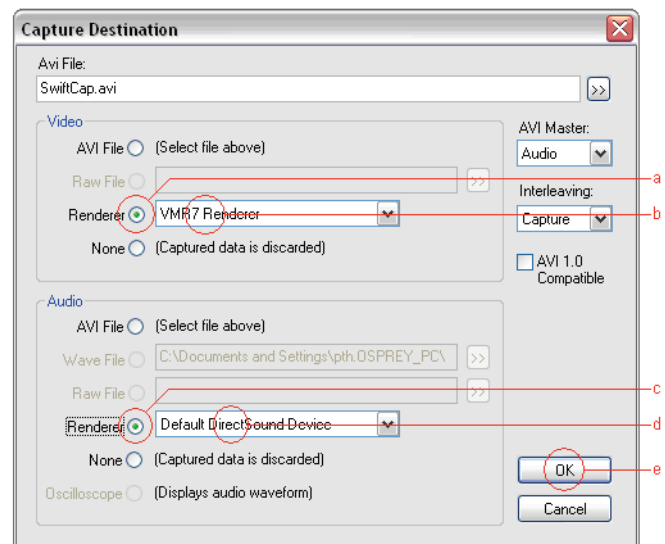 Capture Destination
Avi File:
SwiftCap.avi
>>
Video
AVI File (Select file above)
Raw File >>
Renderer VMR7 Renderer
None (Captured data is discarded)
AVI Master:
Audio
Interleaving:
Capture
AVI 1.0
Compatible
a
b
Audio
AVI File (Select file above)
Wave File C:\Documents and Settings\pth.OSPREY_PC\ >>
Raw File >>
Renderer Default DirectSound Device
None (Captured data is discarded)
Oscilloscope (Displays audio waveform)
c
d
OK
e
Cancel